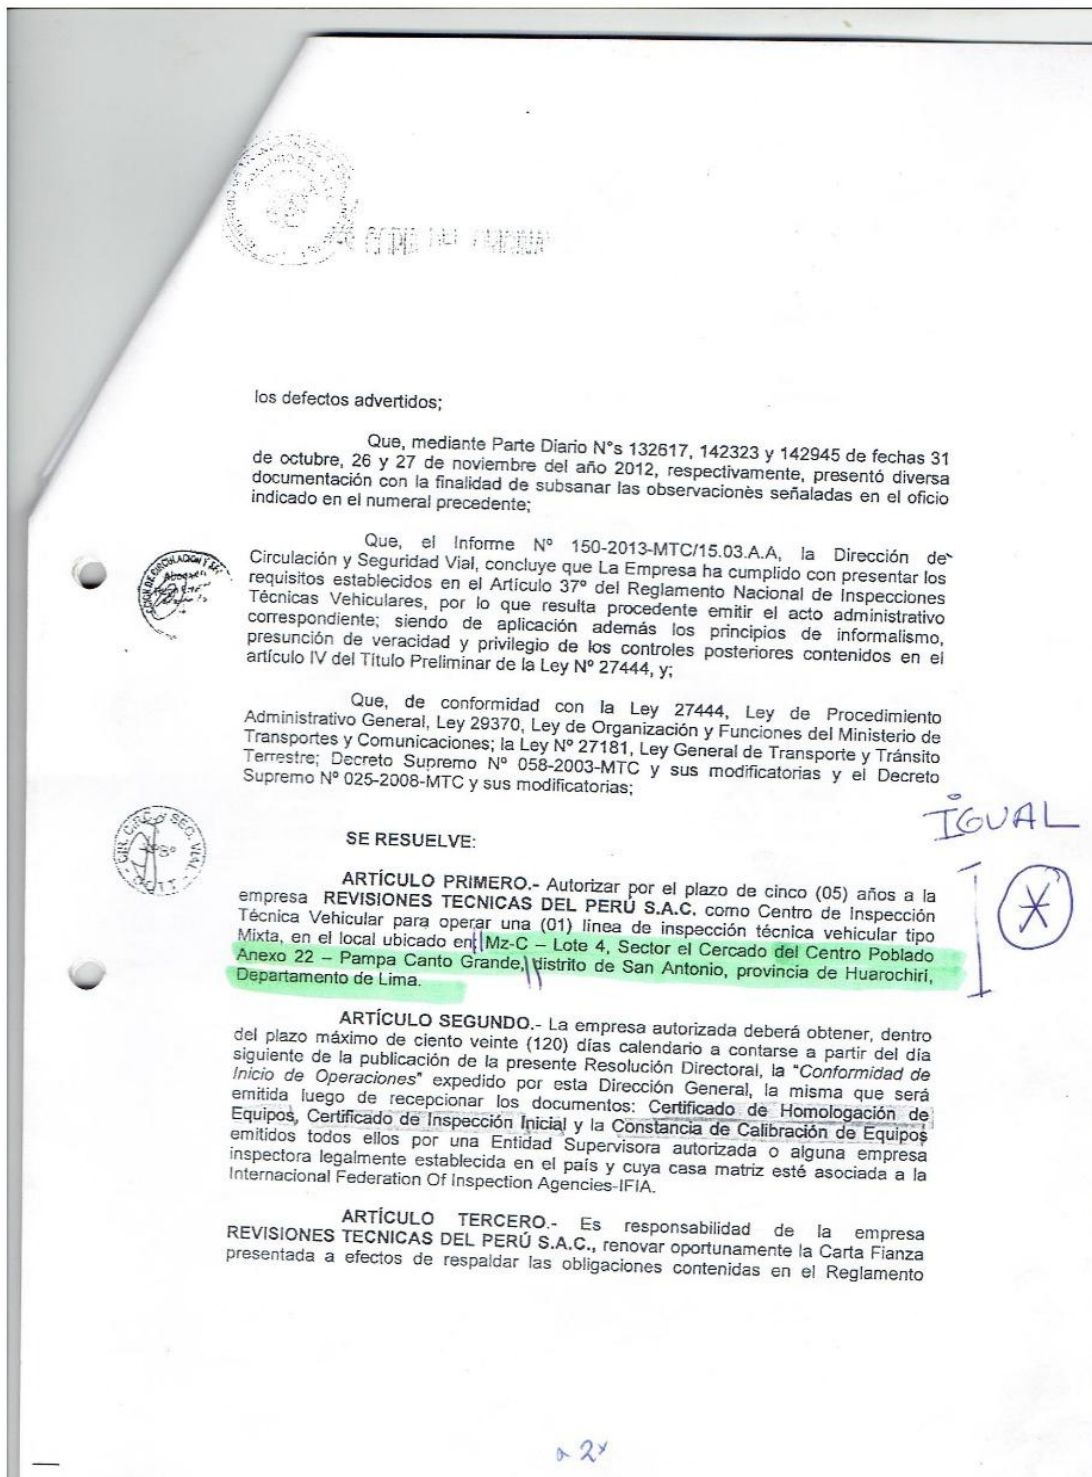 los defectos advertidos;
Que, mediante Parte Diario N°s 132617, 142323 y 142945 de fechas 31
de octubre, 26 y 27 de noviembre del año 2012, respectivamente, presentó diversa
documentación con la finalidad de subsanar las observaciones señaladas en el oficio
indicado en el numeral precedente;
Que, el Informe Nº 150-2013-MTC/15.03.A.A, la Dirección de
Circulación y Seguridad Vial, concluye que La Empresa ha cumplido con presentar los
requisitos establecidos en el Artículo 37° del Reglamento Nacional de Inspecciones
Técnicas Vehiculares, por lo que resulta procedente emitir el acto administrativo
correspondiente; siendo de aplicación además los principios de informalismo,
presunción de veracidad y privilegio de los controles posteriores contenidos en el
artículo IV del Título Preliminar de la Ley Nº 27444, y;
Que, de conformidad con la Ley 27444, Ley de Procedimiento
Administrativo General, Ley 29370, Ley de Organización y Funciones del Ministerio de
Transportes y Comunicaciones; la Ley Nº 27181, Ley General de Transporte y Tránsito
Terrestre; Decreto Supremo Nº 058-2003-MTC y sus modificatorias y el Decreto
Supremo Nº 025-2008-MTC y sus modificatorias;
DIR. CIRC. y SEG. VIAL
IGUAL
SE RESUELVE:
ARTÍCULO PRIMERO.- Autorizar por el plazo de cinco (05) años a la
empresa REVISIONES TECNICAS DEL PERÚ S.A.C. como Centro de Inspección
Técnica Vehicular para operar una (01) línea de inspección técnica vehicular tipo
Mixta, en el local ubicado en: Mz-C – Lote 4, Sector el Cercado del Centro Poblado
Anexo 22 – Pampa Canto Grande, distrito de San Antonio, provincia de Huarochirí,
Departamento de Lima.
ARTÍCULO SEGUNDO.- La empresa autorizada deberá obtener, dentro
del plazo máximo de ciento veinte (120) días calendario a contarse a partir del día
siguiente de la publicación de la presente Resolución Directoral, la "Conformidad de
Inicio de Operaciones" expedido por esta Dirección General, la misma que será
emitida luego de recepcionar los documentos: Certificado de Homologación de
Equipos, Certificado de Inspección Inicial y la Constancia de Calibración de Equipos
emitidos todos ellos por una Entidad Supervisora autorizada o alguna empresa
inspectora legalmente establecida en el país y cuya casa matriz esté asociada a la
Internacional Federation Of Inspection Agencies-IFIA.
ARTÍCULO TERCERO.- Es responsabilidad de la empresa
REVISIONES TECNICAS DEL PERÚ S.A.C., renovar oportunamente la Carta Fianza
presentada a efectos de respaldar las obligaciones contenidas en el Reglamento